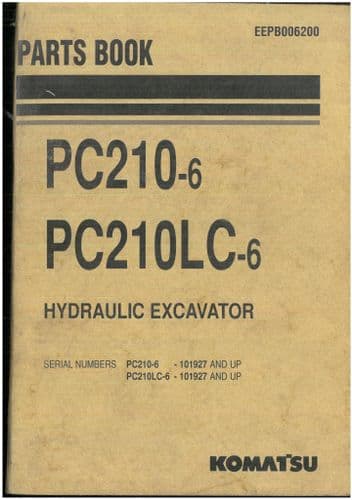 EEPB006200
PARTS BOOK
PC210-6
PC210LC-6
HYDRAULIC EXCAVATOR
SERIAL NUMBERS PC210-6 - 101927 AND UP
PC210LC-6 - 101927 AND UP
KOMATSU